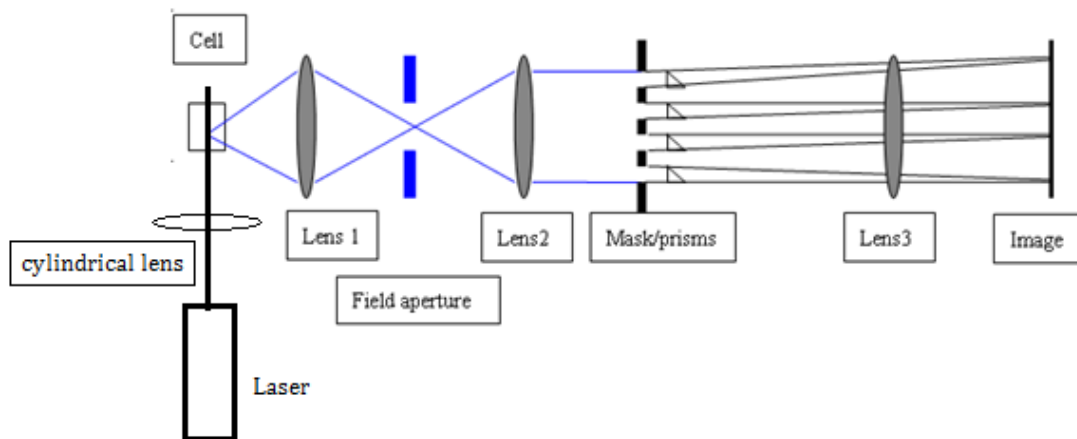 Cell
Lens 1
Lens2
Mask/prisms
Lens3
Image
cylindrical lens
Field aperture
Laser